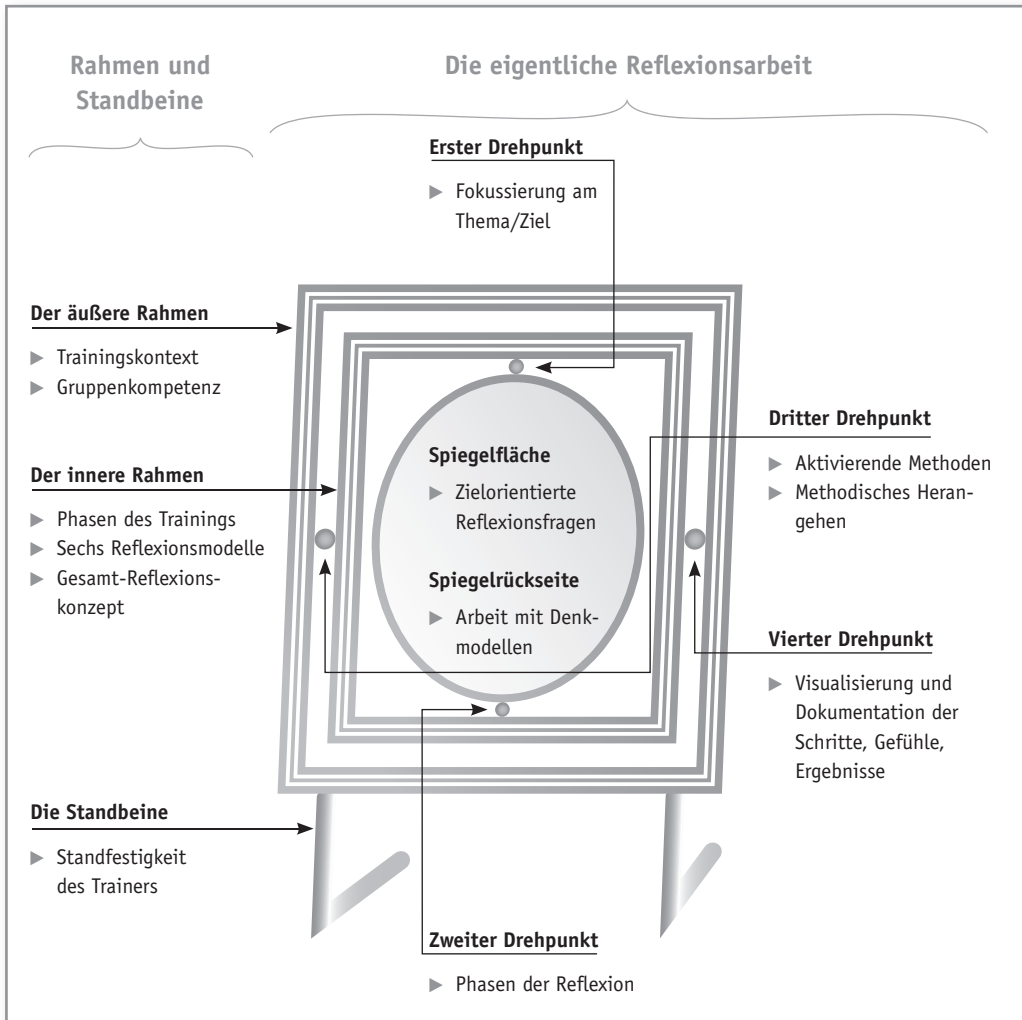 Rahmen und
Standbeine
Die eigentliche Reflexionsarbeit
Erster Drehpunkt
▶ Fokussierung am
Thema/Ziel
Der äußere Rahmen
▶ Trainingskontext
▶ Gruppenkompetenz
Der innere Rahmen
▶ Phasen des Trainings
▶ Sechs Reflexionsmodelle
▶ Gesamt-Reflexions-
konzept
Die Standbeine
▶ Standfestigkeit
des Trainers
Spiegelfläche
▶ Zielorientierte
Reflexionsfragen
Spiegelrückseite
▶ Arbeit mit Denk-
modellen
Zweiter Drehpunkt
▶ Phasen der Reflexion
Dritter Drehpunkt
▶ Aktivierende Methoden
▶ Methodisches Heran-
gehen
Vierter Drehpunkt
▶ Visualisierung und
Dokumentation der
Schritte, Gefühle,
Ergebnisse